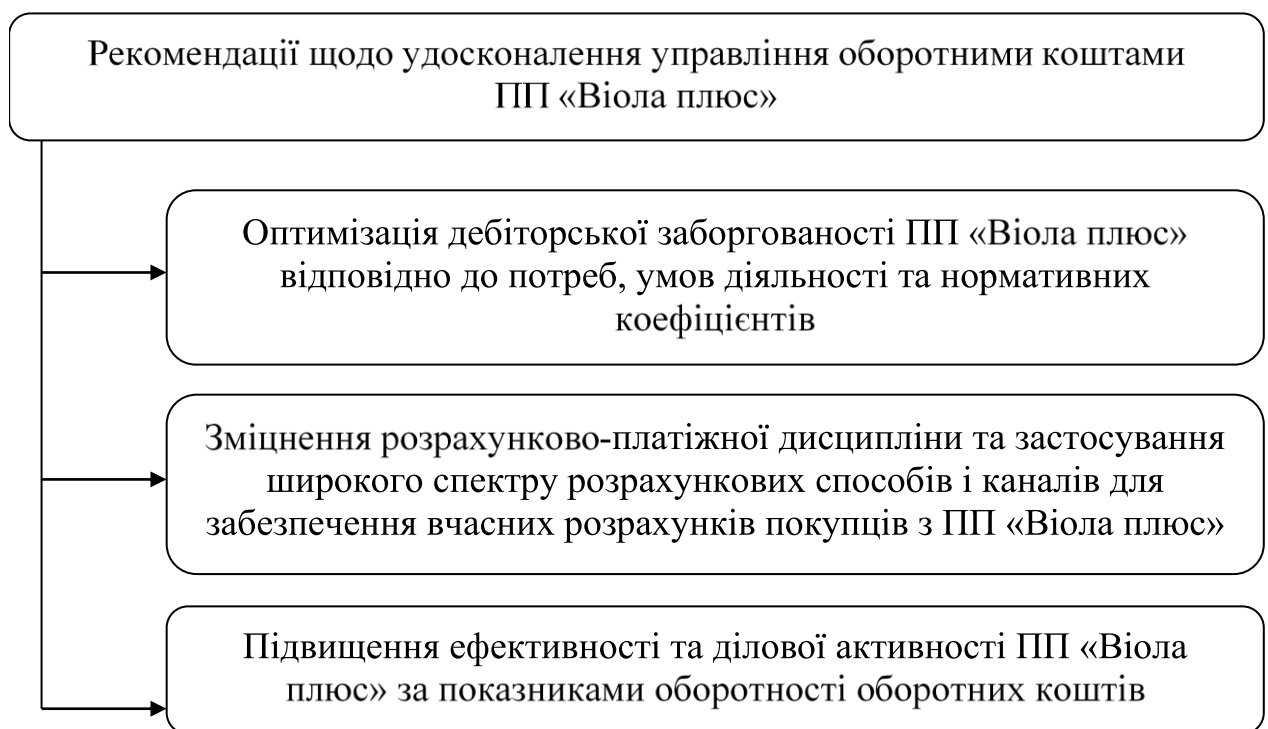 Рекомендації щодо удосконалення управління оборотними коштами
ПП «Віола плюс»
Оптимізація дебіторської заборгованості ПП «Віола плюс»
відповідно до потреб, умов діяльності та нормативних
коефіцієнтів
Зміцнення розрахунково-платіжної дисципліни та застосування
широкого спектру розрахункових способів і каналів для
забезпечення вчасних розрахунків покупців з ПП «Віола плюс»
Підвищення ефективності та ділової активності ПП «Віола
плюс» за показниками оборотності оборотних коштів